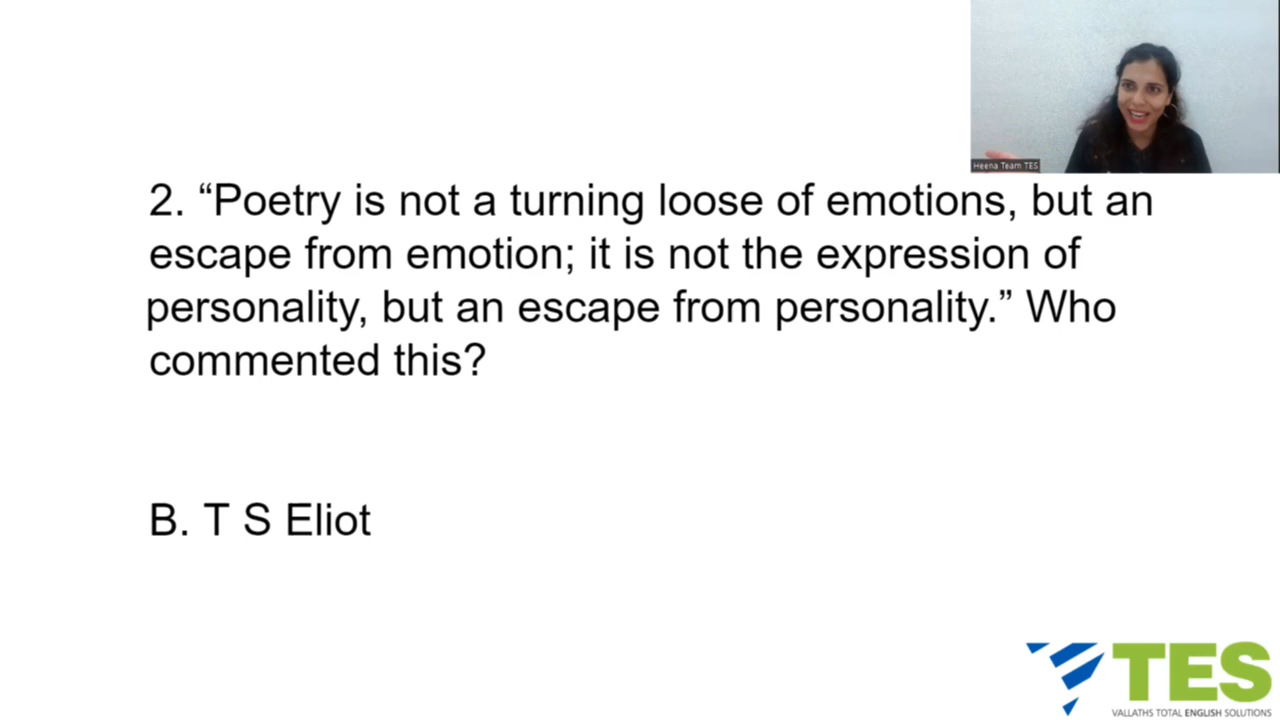 Heena Team TES
2. “Poetry is not a turning loose of emotions, but an
escape from emotion; it is not the expression of
personality, but an escape from personality.” Who
commented this?
B. T S Eliot
TES
VALLATHS TOTAL ENGLISH SOLUTIONS